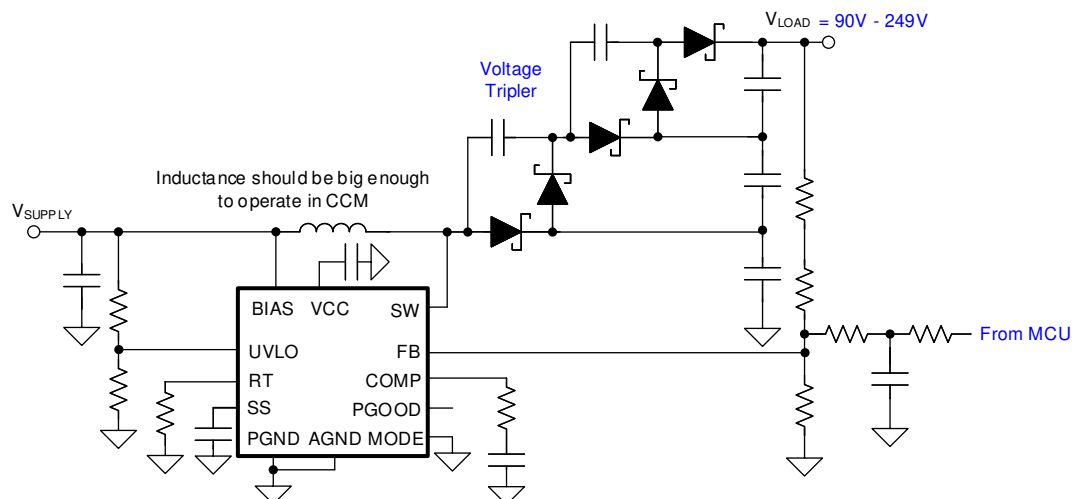 VLOAD = 90V - 249V
Voltage
Tripler
Inductance should be big enough
to operate in CCM
VSUPPLY
BIAS VCC SW
UVLO FB
RT COMP
SS PGOOD
PGND AGND MODE
From MCU